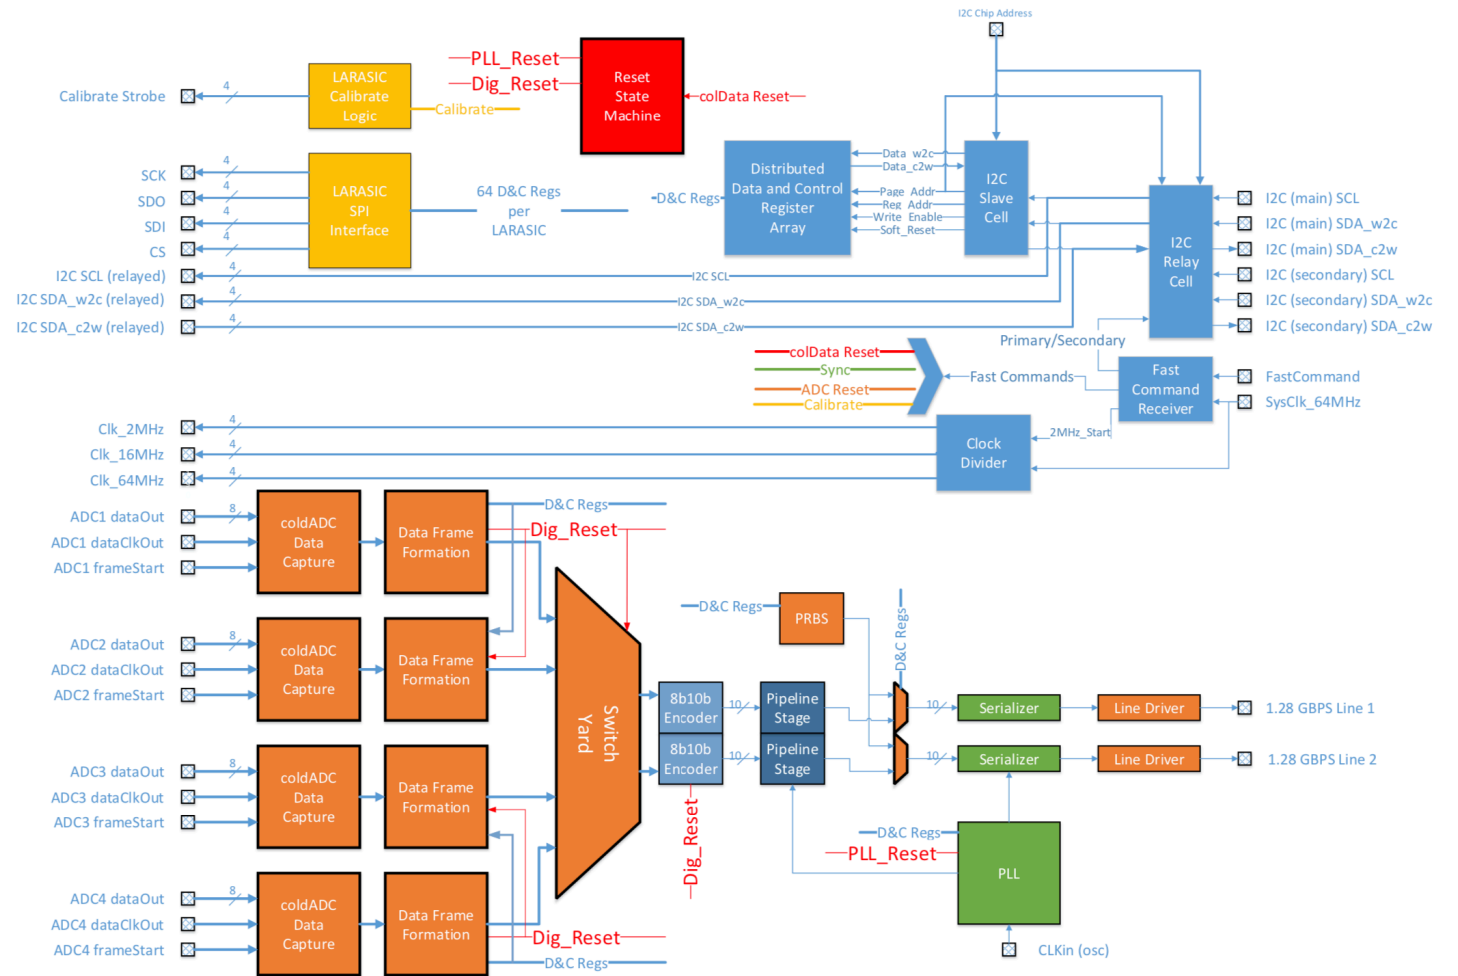 I2C Chip Address
Calibrate Strobe
4
LARASIC
Calibrate
Logic
Calibrate
PLL_Reset
Dig_Reset
Reset
State
Machine
colData Reset
SCK
SDO
SDI
CS
4
4
4
4
LARASIC
SPI
Interface
64 D&C Regs
per
LARASIC
D&C Regs
Distributed
Data and Control
Register
Array
Data_w2c
Data_c2w
Page_Addr
Reg_Addr
Write_Enable
Soft_Reset
I2C
Slave
Cell
I2C
Relay
Cell
I2C (main) SCL
I2C (main) SDA_w2c
I2C (main) SDA_c2w
I2C (secondary) SCL
I2C (secondary) SDA_w2c
I2C (secondary) SDA_c2w
I2C SCL (relayed)
4
I2C SCL
I2C SDA_w2c (relayed)
4
I2C SDA_w2c
I2C SDA_c2w (relayed)
4
I2C SDA_c2w
Primary/Secondary
colData Reset
Sync
ADC Reset
Calibrate
Fast Commands
Fast
Command
Receiver
FastCommand
SysClk_64MHz
2MHz_Start
Clock
Divider
Clk_2MHz
4
Clk_16MHz
4
Clk_64MHz
4
ADC1 dataOut
ADC1 dataClkOut
ADC1 frameStart
8
coldADC
Data
Capture
Data Frame
Formation
D&C Regs
Dig_Reset
ADC2 dataOut
ADC2 dataClkOut
ADC2 frameStart
8
coldADC
Data
Capture
Data Frame
Formation
ADC3 dataOut
ADC3 dataClkOut
ADC3 frameStart
8
coldADC
Data
Capture
Data Frame
Formation
ADC4 dataOut
ADC4 dataClkOut
ADC4 frameStart
8
coldADC
Data
Capture
Data Frame
Formation
Dig_Reset
D&C Regs
Switch
Yard
D&C Regs
PRBS
D&C Regs
8b10b
Encoder
10
Pipeline
Stage
10
Serializer
Line Driver
1.28 GBPS Line 1
8b10b
Encoder
10
Pipeline
Stage
10
Serializer
Line Driver
1.28 GBPS Line 2
Dig_Reset
D&C Regs
PLL_Reset
PLL
CLKin (osc)